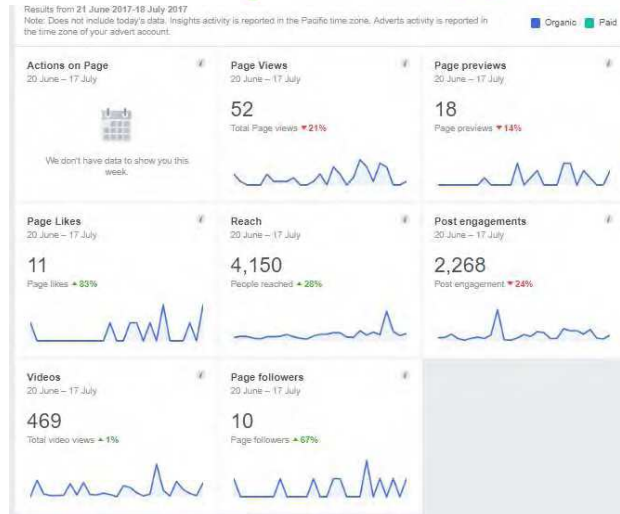 Results from 21 June 2017-18 July 2017
Note: Does not include today's data. Insights activity is reported in the Pacific time zone. Adverts activity is reported in
the time zone of your advert account.
Organic
Paid
Actions on Page
20 June – 17 July
We don't have data to show you this
week.
Page Views
20 June – 17 July
52
Total Page views ▼21%
Page previews
20 June – 17 July
18
Page previews ▼14%
Page Likes
20 June – 17 July
11
Page likes ▲83%
Reach
20 June – 17 July
4,150
People reached ▲28%
Post engagements
20 June – 17 July
2,268
Post engagement ▼24%
Videos
20 June – 17 July
469
Total video views ▲1%
Page followers
20 June – 17 July
10
Page followers ▲67%